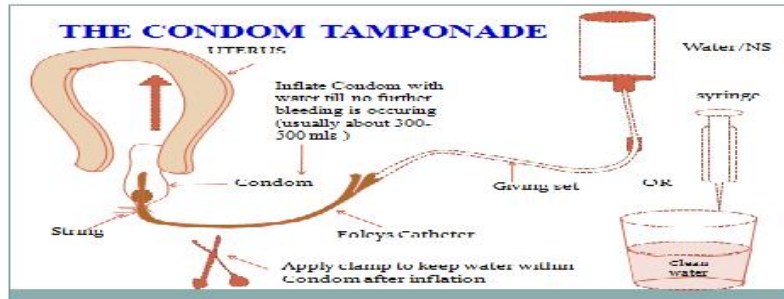 THE CONDOM TAMPONADE
UTERUS
Water/NS
Inflate Condom with
water till no further
bleeding is occuring
(usually about 300-
500 mls )
syringe
Condom
Giving set
OR
String
Foleys Catheter
Clean
water
Apply clamp to keep water within
Condom after inflation